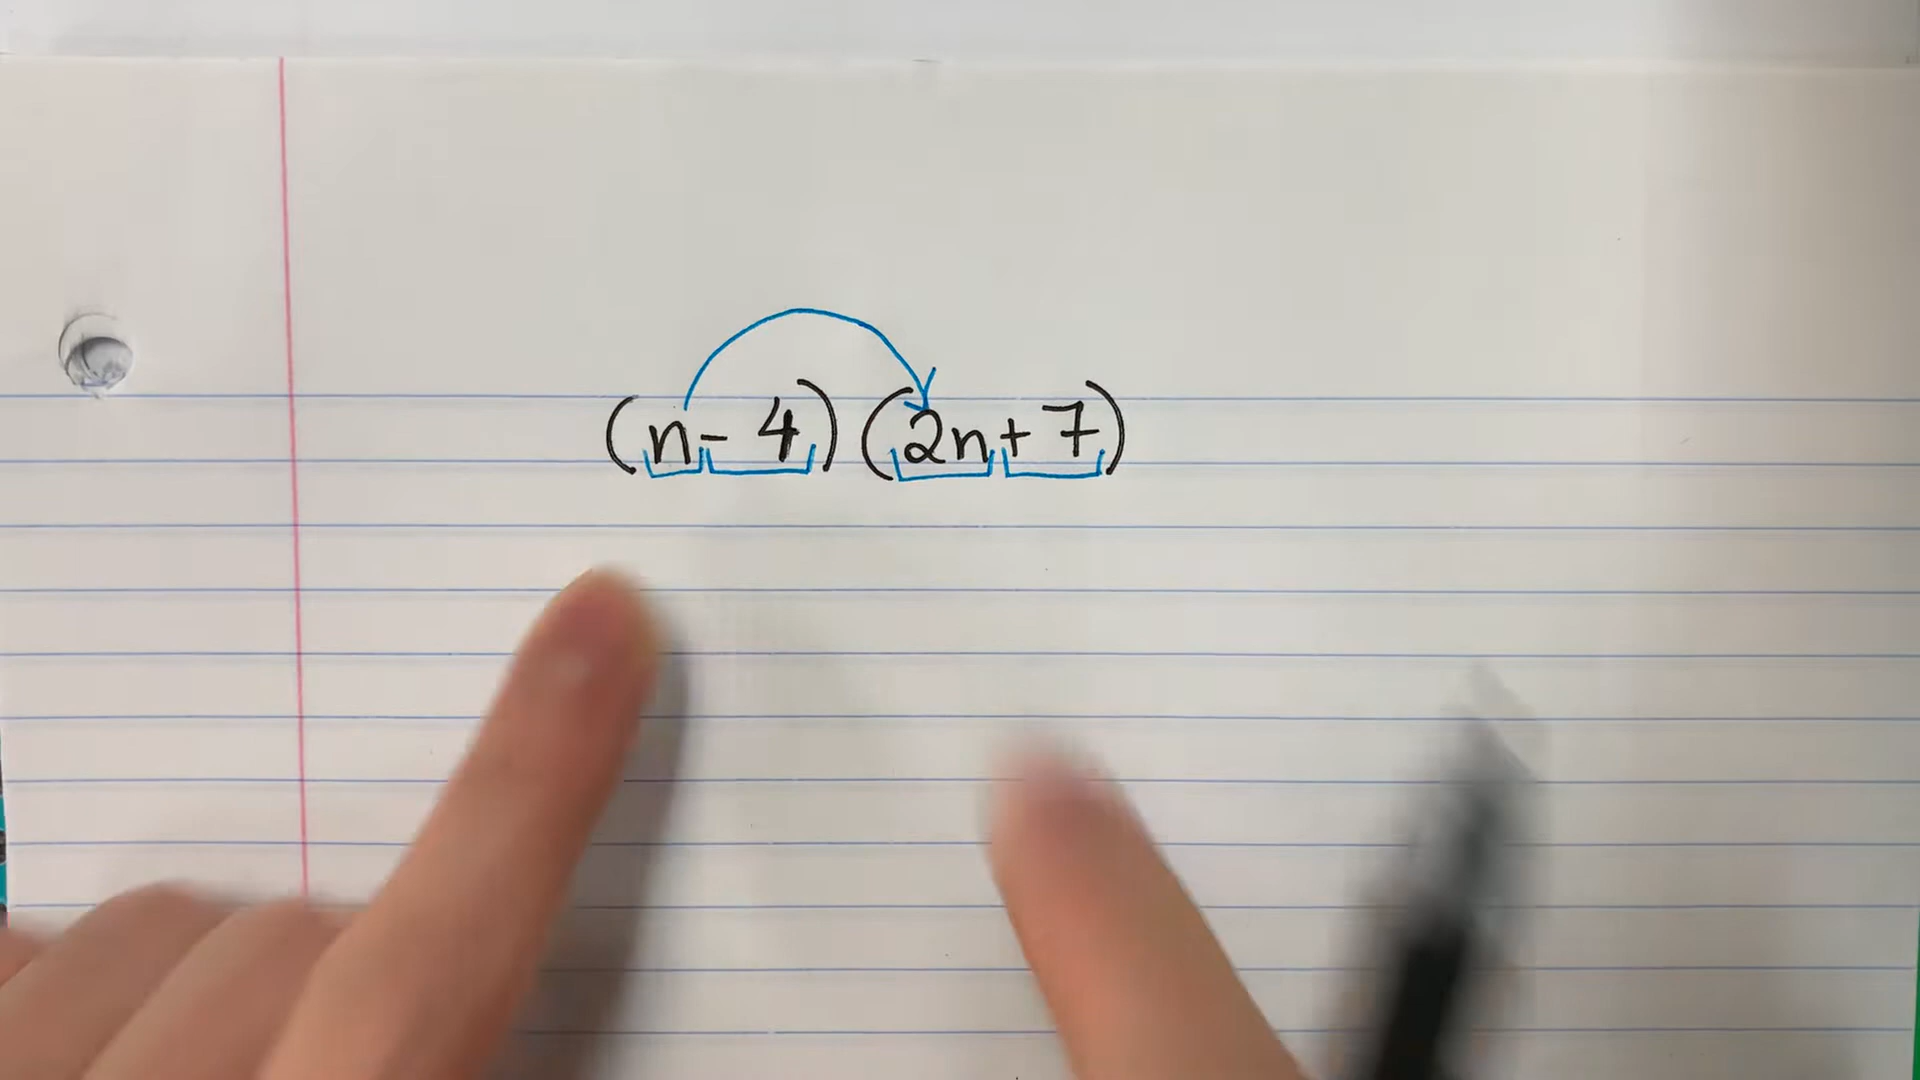 (n - 4) (2n + 7)